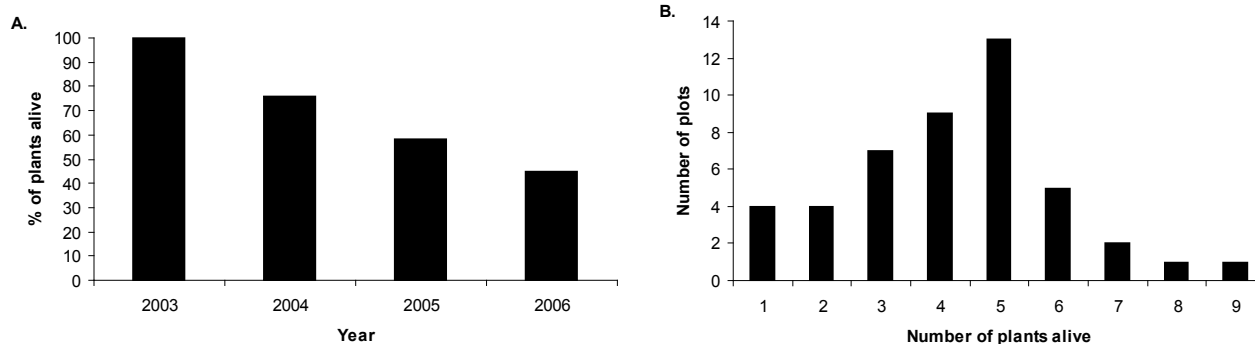 A.
% of plants alive
100
90
80
70
60
50
40
30
20
10
0
2003 2004 2005 2006
Year
B.
Number of plots
14
12
10
8
6
4
2
0
1 2 3 4 5 6 7 8 9
Number of plants alive